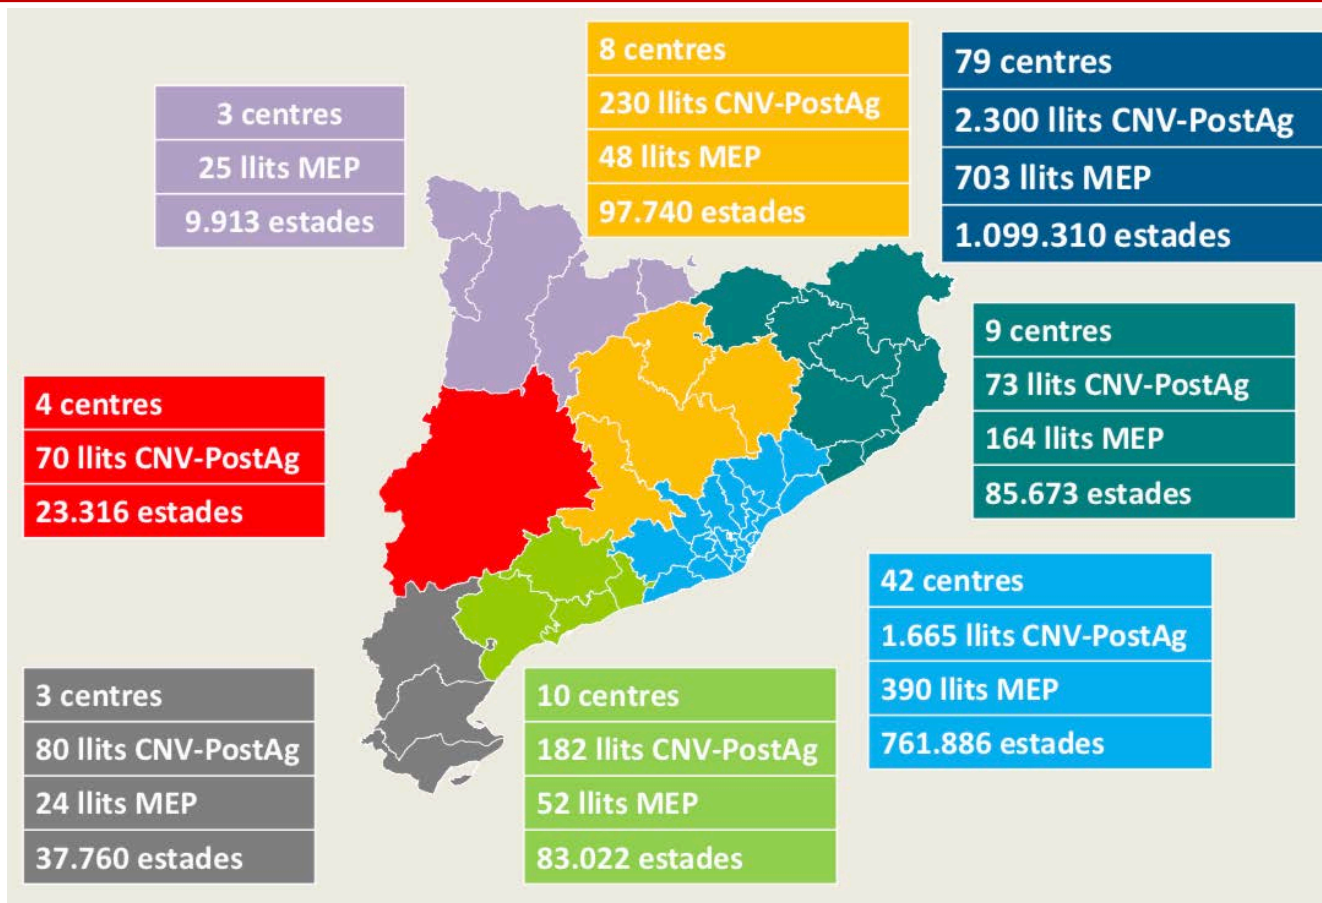 3 centres
25 llits MEP
9.913 estades
8 centres
230 llits CNV-PostAg
48 llits MEP
97.740 estades
79 centres
2.300 llits CNV-PostAg
703 llits MEP
1.099.310 estades
9 centres
73 llits CNV-PostAg
164 llits MEP
85.673 estades
4 centres
70 llits CNV-PostAg
23.316 estades
42 centres
1.665 llits CNV-PostAg
390 llits MEP
761.886 estades
3 centres
80 llits CNV-PostAg
24 llits MEP
37.760 estades
10 centres
182 llits CNV-PostAg
52 llits MEP
83.022 estades